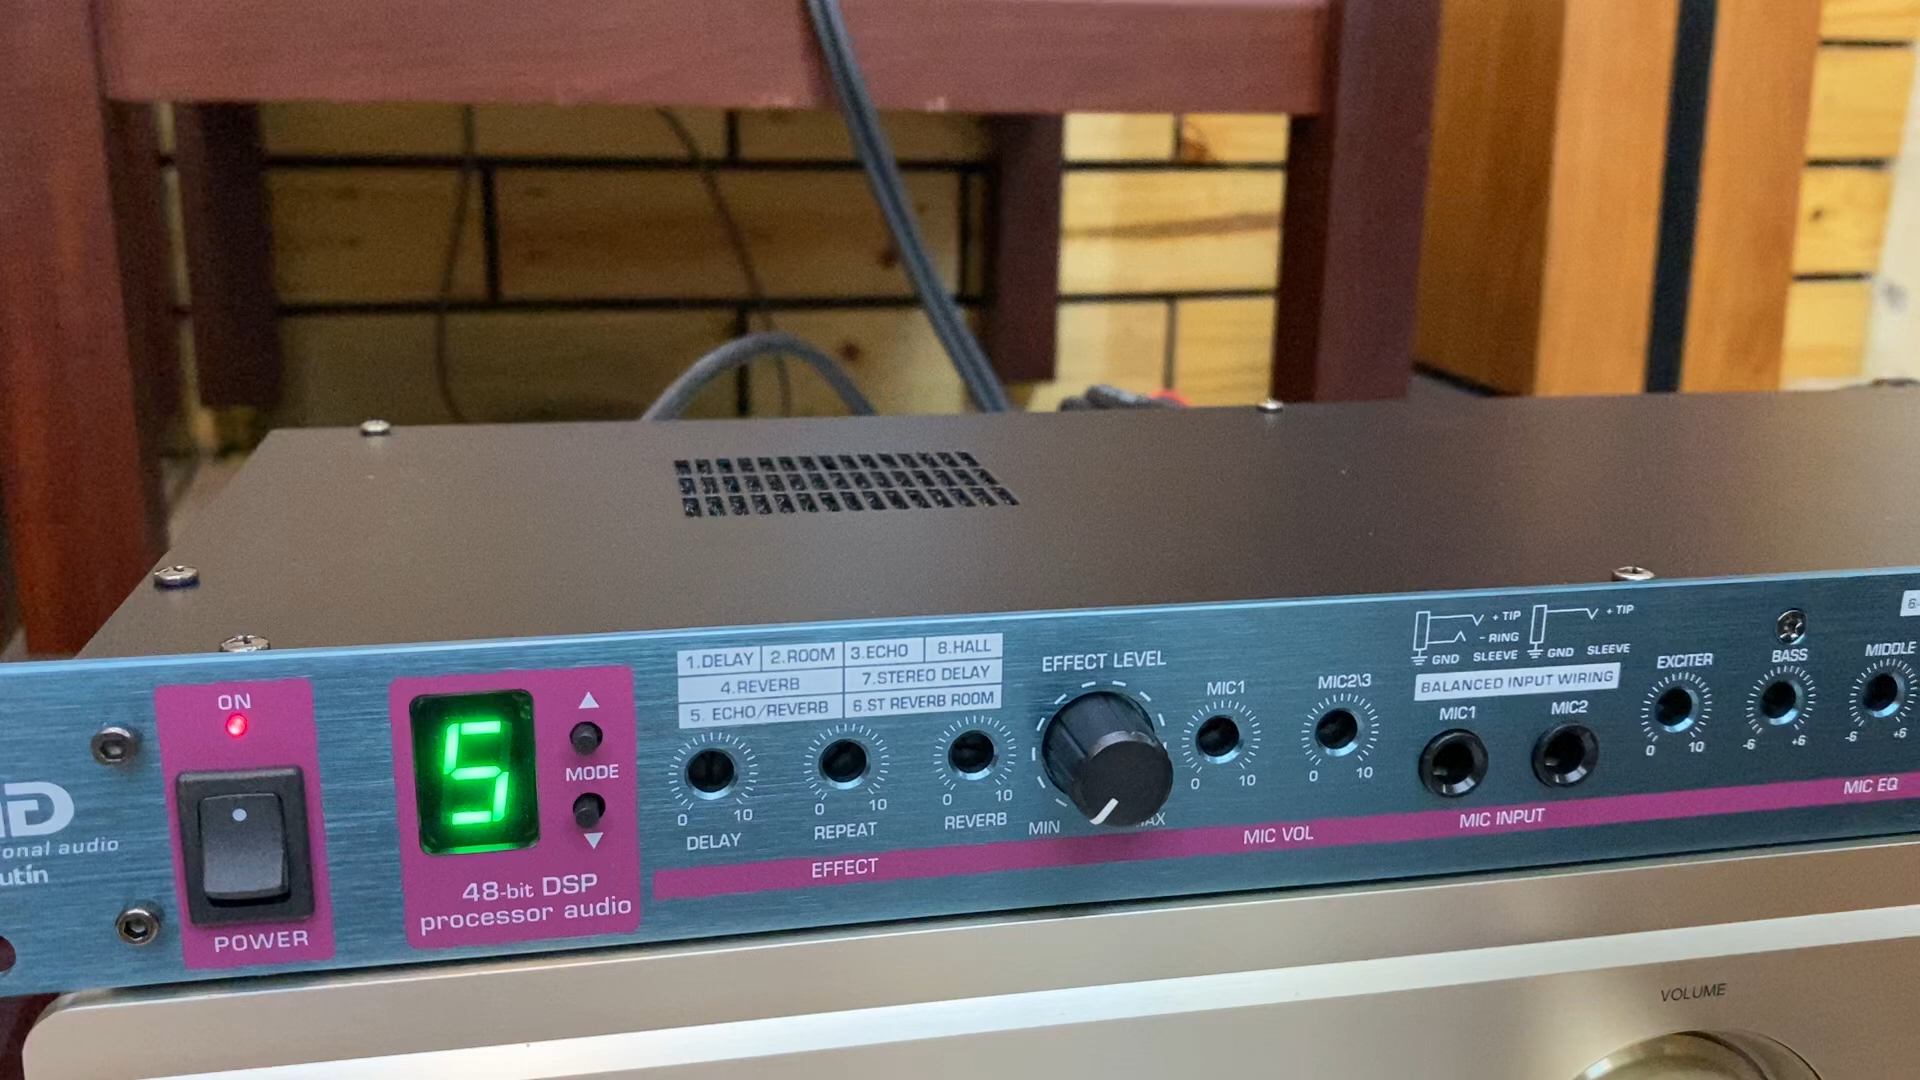 ON
POWER
5
MODE
48-bit DSP
processor audio
1.DELAY 2.ROOM 3.ECHO 8.HALL
4.REVERB 7.STEREO DELAY
5. ECHO/REVERB 6.ST REVERB ROOM
0 10
DELAY
0 10
REPEAT
0 10
REVERB
EFFECT
EFFECT LEVEL
MIN
MIC1
0 10
MIC2\3
0 10
MIC VOL
+ TIP
- RING
GND SLEEVE
+ TIP
GND SLEEVE
BALANCED INPUT WIRING
MIC1 MIC2
MIC INPUT
EXCITER
0 10
BASS
-6 +6
MIDDLE
-6 +6
MIC EQ
audio
VOLUME